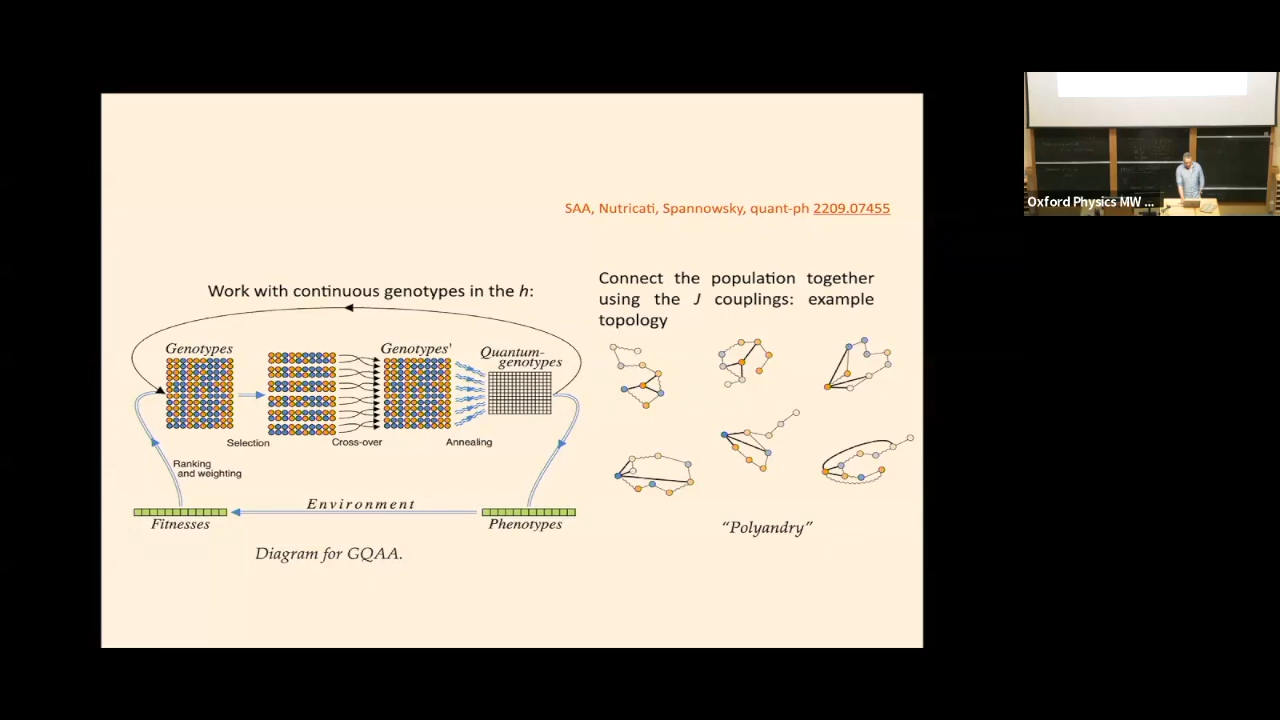 SAA, Nutricati, Spannowsky, quant-ph 2209.07455
Work with continuous genotypes in the h:
Genotypes
Genotypes'
Quantum-
genotypes
Selection
Cross-over
Annealing
Ranking
and weighting
Environment
Fitnesses
Phenotypes
Diagram for GQAA.
Connect the population together
using the J couplings: example
topology
“Polyandry”
Oxford Physics MW ...